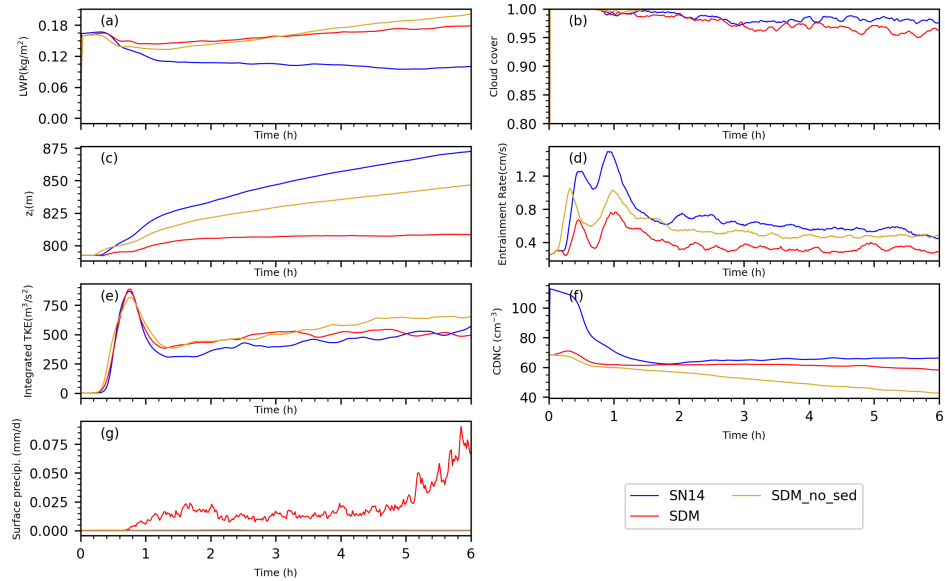 (a)
0.18
0.12
0.06
0.00
LWP(kg/m²)
Time (h)
(b)
1.00
0.95
0.90
0.85
0.80
Cloud cover
Time (h)
(c)
875
850
825
800
zᵢ(m)
Time (h)
(d)
1.2
0.8
0.4
Entrainment Rate(cm/s)
Time (h)
(e)
750
500
250
0
Integrated TKE(m³/s²)
Time (h)
(f)
100
80
60
40
CDNC (cm⁻³)
0 1 2 3 4 5 6
Time (h)
(g)
0.075
0.050
0.025
0.000
Surface precipi. (mm/d)
0 1 2 3 4 5 6
Time (h)
SN14
SDM
SDM_no_sed